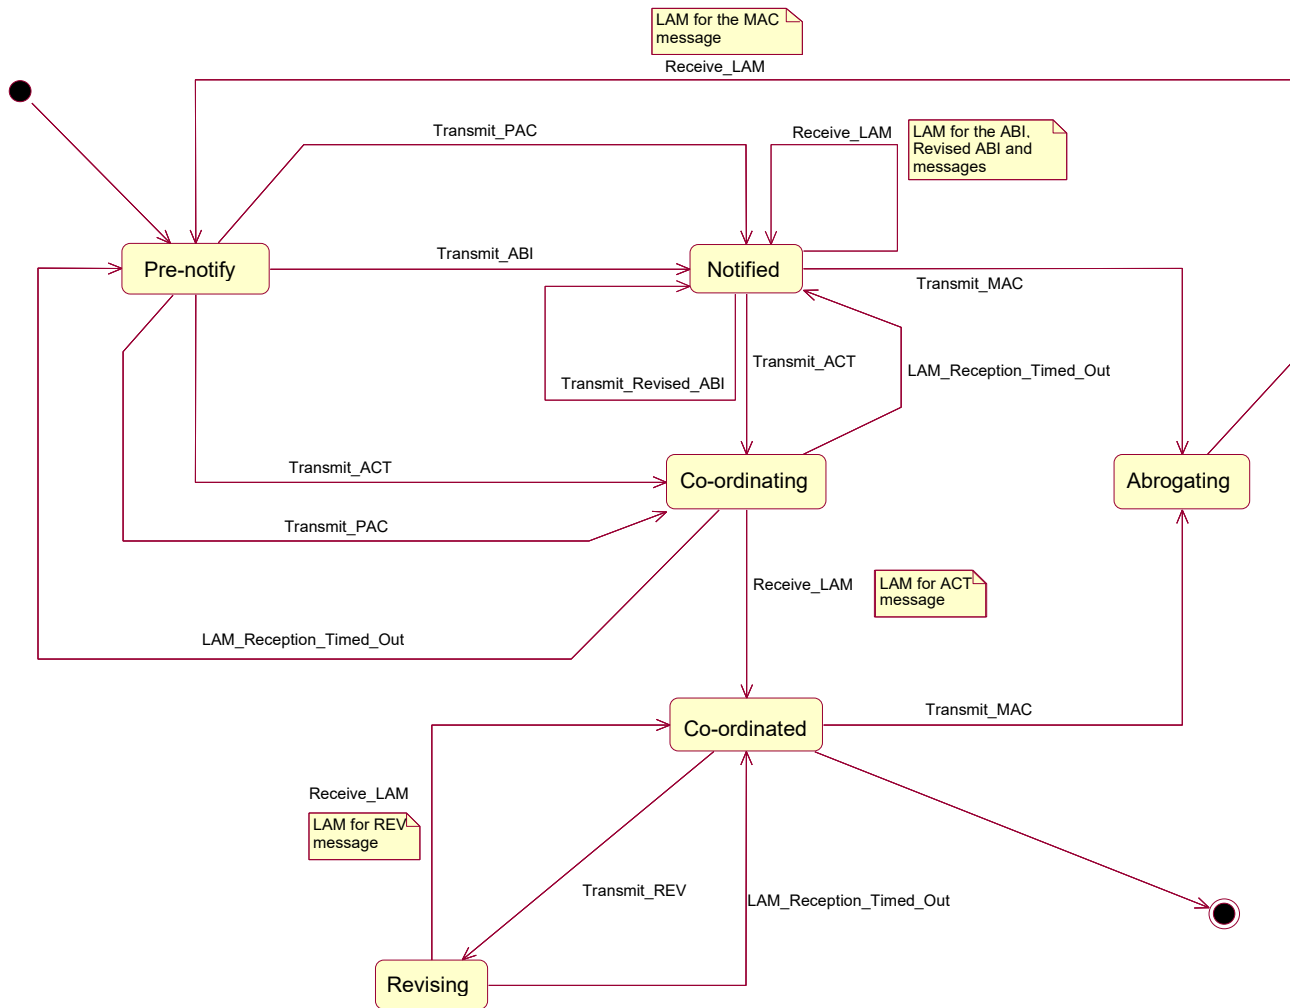 LAM for the MAC
message
Receive_LAM
Transmit_PAC
Receive_LAM
LAM for the ABI,
Revised ABI and
messages
Transmit_ABI
Pre-notify
Notified
Transmit_MAC
Transmit_ACT
LAM_Reception_Timed_Out
Transmit_Revised_ABI
Transmit_ACT
Co-ordinating
Abrogating
Transmit_PAC
Receive_LAM
LAM for ACT
message
LAM_Reception_Timed_Out
Transmit_MAC
Co-ordinated
Receive_LAM
LAM for REV
message
Transmit_REV
LAM_Reception_Timed_Out
Revising